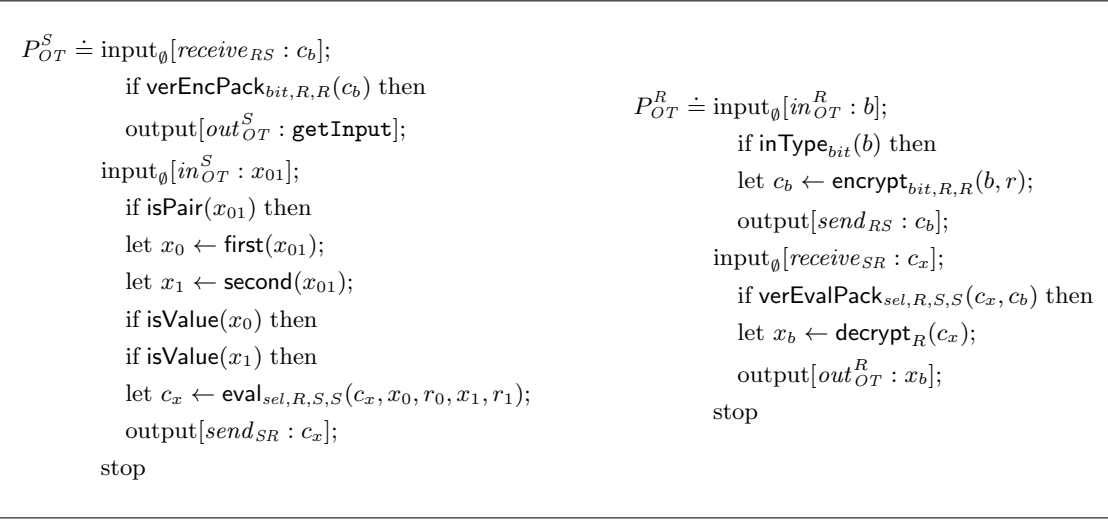 P^S_{OT} ≐ input_∅[receive_{RS} : c_b];
if verEncPack_{bit,R,R}(c_b) then
output[out^S_{OT} : getInput];
input_∅[in^S_{OT} : x_{01}];
if isPair(x_{01}) then
let x_0 ← first(x_{01});
let x_1 ← second(x_{01});
if isValue(x_0) then
if isValue(x_1) then
let c_x ← eval_{sel,R,S,S}(c_x, x_0, r_0, x_1, r_1);
output[send_{SR} : c_x];
stop
P^R_{OT} ≐ input_∅[in^R_{OT} : b];
if inType_{bit}(b) then
let c_b ← encrypt_{bit,R,R}(b, r);
output[send_{RS} : c_b];
input_∅[receive_{SR} : c_x];
if verEvalPack_{sel,R,S,S}(c_x, c_b) then
let x_b ← decrypt_R(c_x);
output[out^R_{OT} : x_b];
stop